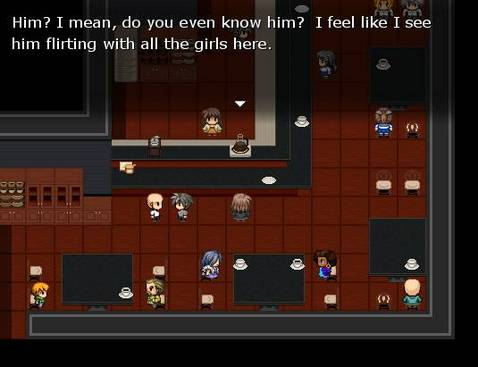 Him? I mean, do you even know him?  I feel like I see
him flirting with all the girls here.